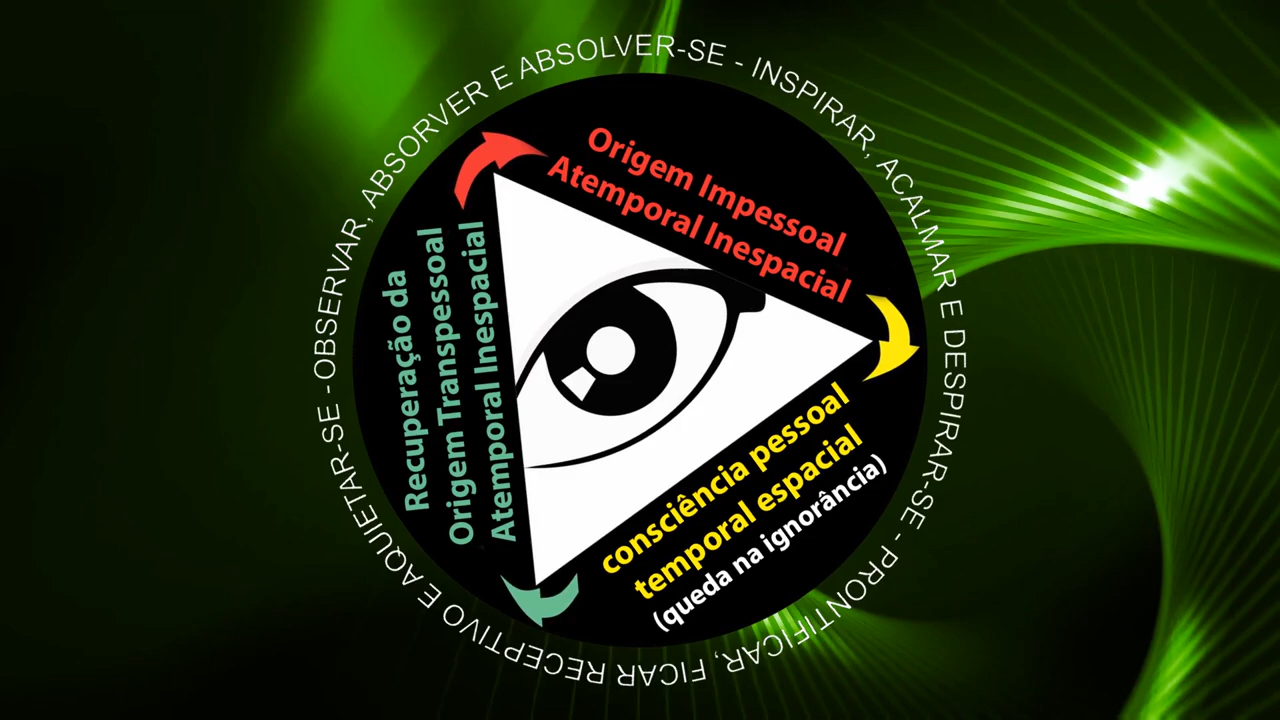 - OBSERVAR, ABSORVER E ABSOLVER-SE - INSPIRAR, ACALMAR E DESPIRAR-SE - PRONTIFICAR, FICAR RECEPTIVO E AQUIETAR-SE
Origem Impessoal
Atemporal Inespacial
consciência pessoal
temporal espacial
(queda na ignorância)
Recuperação da
Origem Transpessoal
Atemporal Inespacial